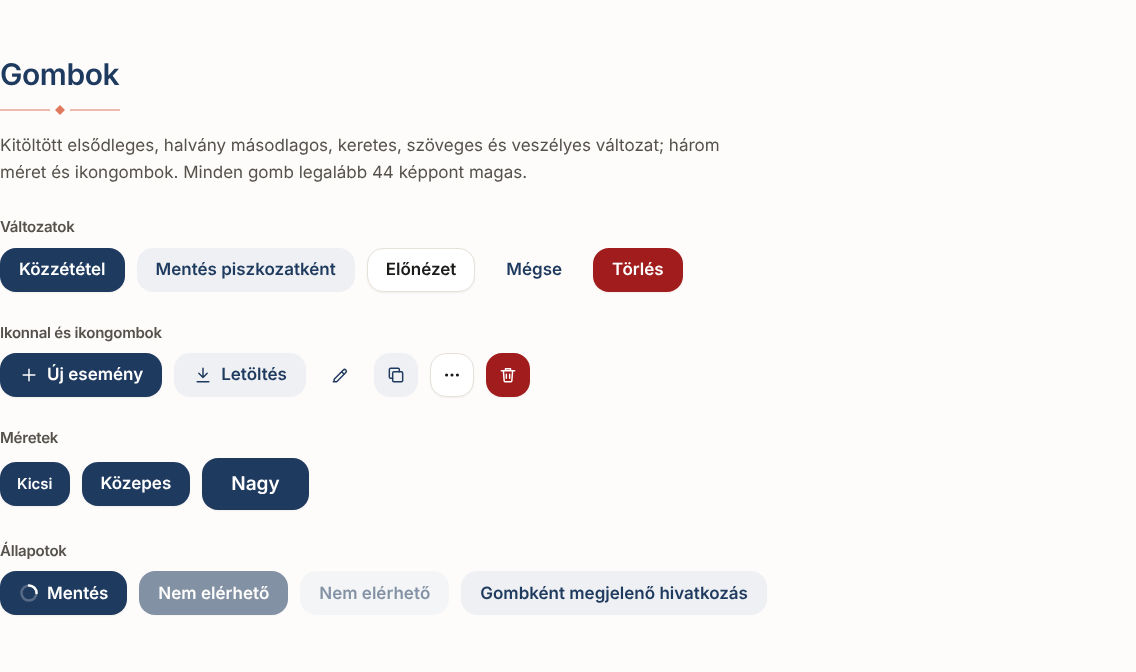 Gombok
Kitöltött elsődleges, halvány másodlagos, keretes, szöveges és veszélyes változat; három
méret és ikongombok. Minden gomb legalább 44 képpont magas.
Változatok
Közzététel Mentés piszkozatként Előnézet Mégse Törlés
Ikonnal és ikongombok
Új esemény Letöltés
Méretek
Kicsi Közepes Nagy
Állapotok
Mentés Nem elérhető Nem elérhető Gombként megjelenő hivatkozás